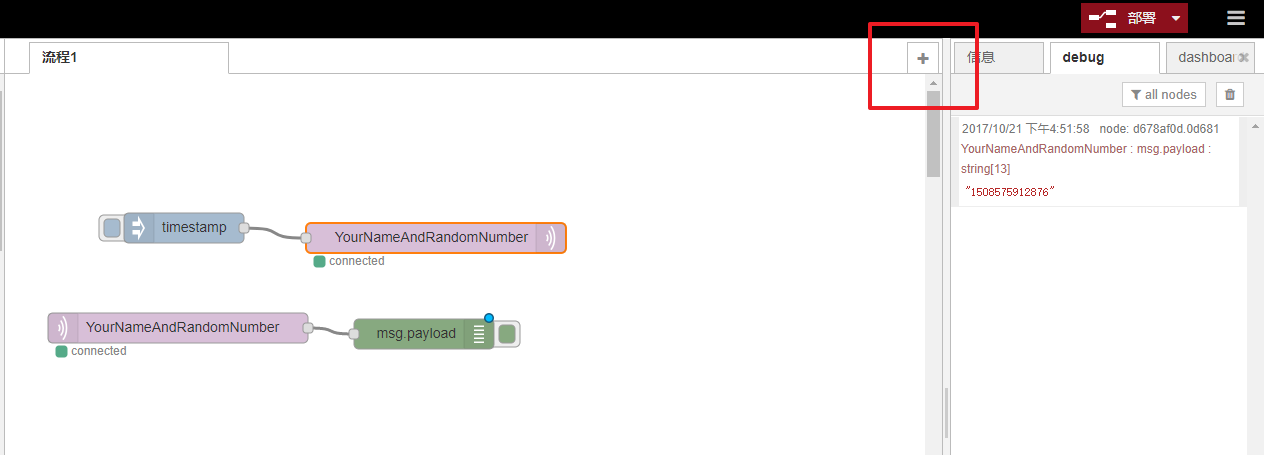 部署
流程1
信息
debug
dashboar
all nodes
2017/10/21 下午4:51:58 node: d678af0d.0d681
YourNameAndRandomNumber : msg.payload :
string[13]
"1508575912876"
timestamp
YourNameAndRandomNumber
connected
YourNameAndRandomNumber
msg.payload
connected